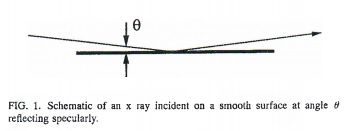 θ
FIG. 1. Schematic of an x ray incident on a smooth surface at angle θ
reflecting specularly.